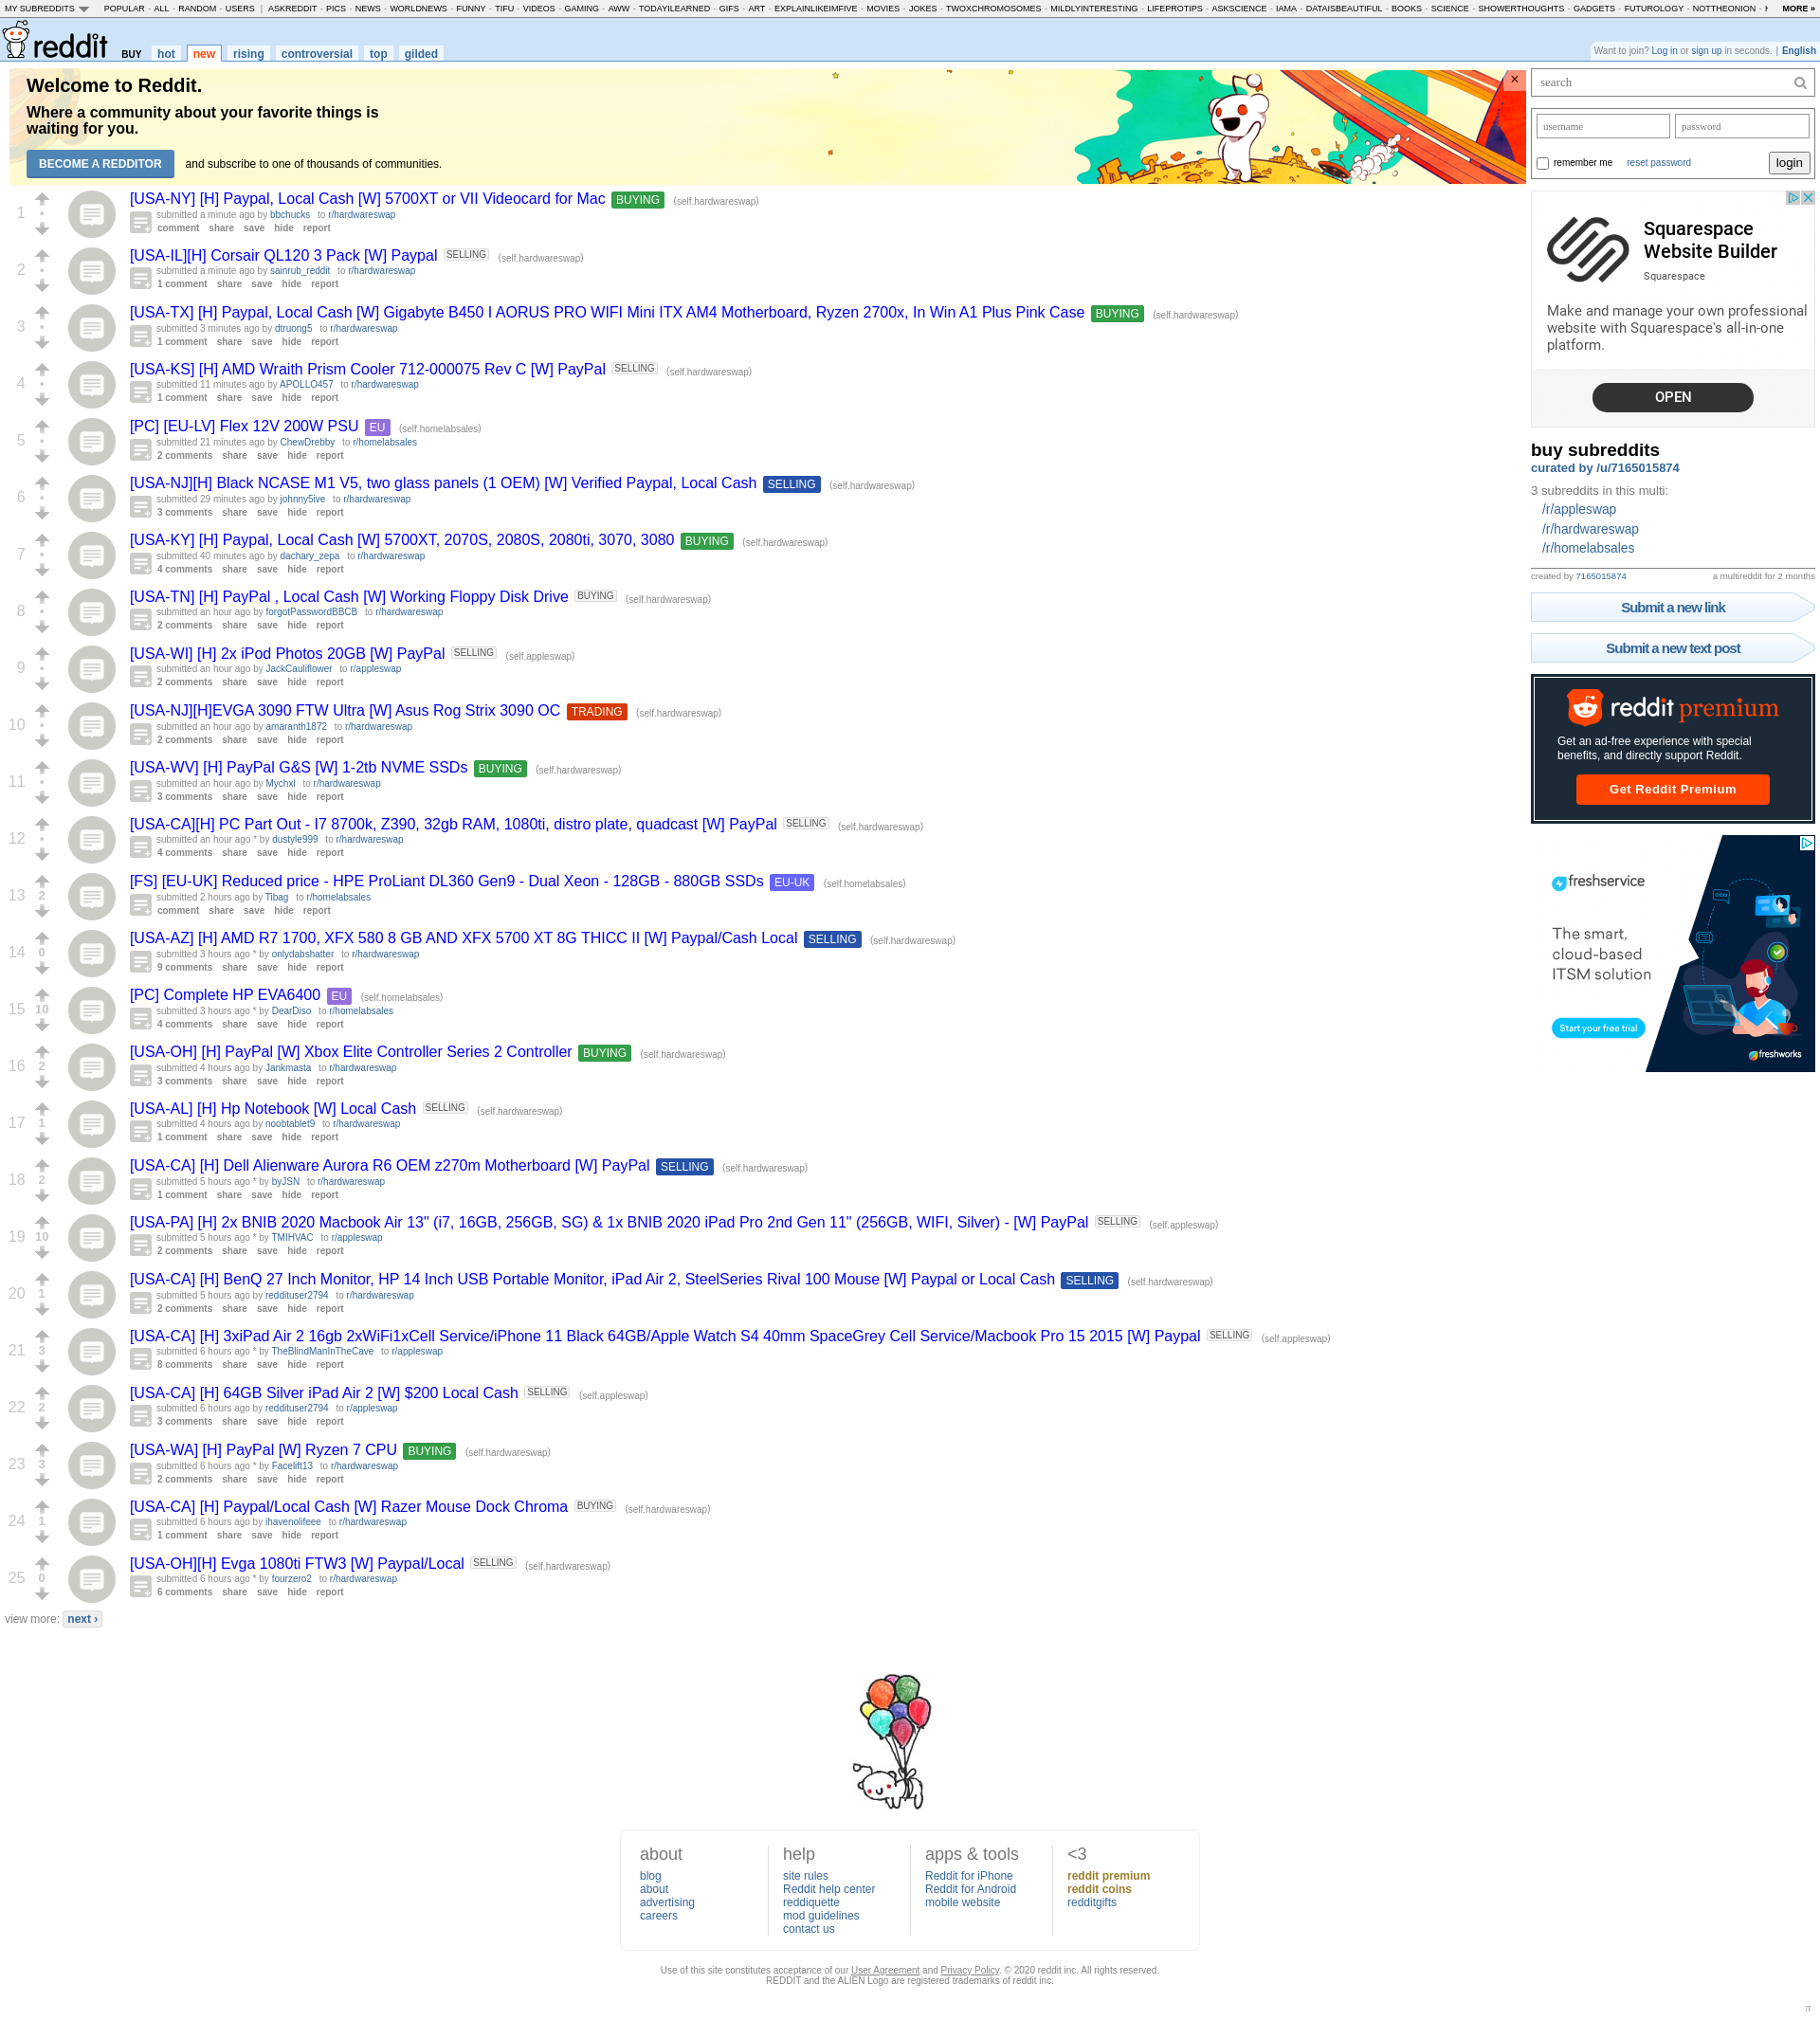 MY SUBREDDITS POPULAR - ALL - RANDOM - USERS | ASKREDDIT - PICS - NEWS - WORLDNEWS - FUNNY - TIFU - VIDEOS - GAMING - AWW - TODAYILEARNED - GIFS - ART - EXPLAINLIKEIMFIVE - MOVIES - JOKES - TWOXCHROMOSOMES - MILDLYINTERESTING - LIFEPROTIPS - ASKSCIENCE - IAMA - DATAISBEAUTIFUL - BOOKS - SCIENCE - SHOWERTHOUGHTS - GADGETS - FUTUROLOGY - NOTTHEONION - MORE »
reddit BUY hot new rising controversial top gilded
Want to join? Log in or sign up in seconds. | English
Welcome to Reddit.
Where a community about your favorite things is
waiting for you.
BECOME A REDDITOR and subscribe to one of thousands of communities.
×
1
[USA-NY] [H] Paypal, Local Cash [W] 5700XT or VII Videocard for Mac BUYING (self.hardwareswap)
submitted a minute ago by bbchucks to r/hardwareswap
comment share save hide report
2
[USA-IL][H] Corsair QL120 3 Pack [W] Paypal SELLING (self.hardwareswap)
submitted a minute ago by sainrub_reddit to r/hardwareswap
1 comment share save hide report
3
[USA-TX] [H] Paypal, Local Cash [W] Gigabyte B450 I AORUS PRO WIFI Mini ITX AM4 Motherboard, Ryzen 2700x, In Win A1 Plus Pink Case BUYING (self.hardwareswap)
submitted 3 minutes ago by dtruong5 to r/hardwareswap
1 comment share save hide report
4
[USA-KS] [H] AMD Wraith Prism Cooler 712-000075 Rev C [W] PayPal SELLING (self.hardwareswap)
submitted 11 minutes ago by APOLLO457 to r/hardwareswap
1 comment share save hide report
5
[PC] [EU-LV] Flex 12V 200W PSU EU (self.homelabsales)
submitted 21 minutes ago by ChewDrebby to r/homelabsales
2 comments share save hide report
6
[USA-NJ][H] Black NCASE M1 V5, two glass panels (1 OEM) [W] Verified Paypal, Local Cash SELLING (self.hardwareswap)
submitted 29 minutes ago by johnny5ive to r/hardwareswap
3 comments share save hide report
7
[USA-KY] [H] Paypal, Local Cash [W] 5700XT, 2070S, 2080S, 2080ti, 3070, 3080 BUYING (self.hardwareswap)
submitted 40 minutes ago by dachary_zepa to r/hardwareswap
4 comments share save hide report
8
[USA-TN] [H] PayPal , Local Cash [W] Working Floppy Disk Drive BUYING (self.hardwareswap)
submitted an hour ago by forgotPasswordBBCB to r/hardwareswap
2 comments share save hide report
9
[USA-WI] [H] 2x iPod Photos 20GB [W] PayPal SELLING (self.appleswap)
submitted an hour ago by JackCauliflower to r/appleswap
2 comments share save hide report
10
[USA-NJ][H]EVGA 3090 FTW Ultra [W] Asus Rog Strix 3090 OC TRADING (self.hardwareswap)
submitted an hour ago by amaranth1872 to r/hardwareswap
2 comments share save hide report
11
[USA-WV] [H] PayPal G&S [W] 1-2tb NVME SSDs BUYING (self.hardwareswap)
submitted an hour ago by Mychxl to r/hardwareswap
3 comments share save hide report
12
[USA-CA][H] PC Part Out - I7 8700k, Z390, 32gb RAM, 1080ti, distro plate, quadcast [W] PayPal SELLING (self.hardwareswap)
submitted an hour ago * by dustyle999 to r/hardwareswap
4 comments share save hide report
13 2
[FS] [EU-UK] Reduced price - HPE ProLiant DL360 Gen9 - Dual Xeon - 128GB - 880GB SSDs EU-UK (self.homelabsales)
submitted 2 hours ago by Tibag to r/homelabsales
comment share save hide report
14 0
[USA-AZ] [H] AMD R7 1700, XFX 580 8 GB AND XFX 5700 XT 8G THICC II [W] Paypal/Cash Local SELLING (self.hardwareswap)
submitted 3 hours ago * by onlydabshatter to r/hardwareswap
9 comments share save hide report
15 10
[PC] Complete HP EVA6400 EU (self.homelabsales)
submitted 3 hours ago * by DearDiso to r/homelabsales
4 comments share save hide report
16 2
[USA-OH] [H] PayPal [W] Xbox Elite Controller Series 2 Controller BUYING (self.hardwareswap)
submitted 4 hours ago by Jankmasta to r/hardwareswap
3 comments share save hide report
17 1
[USA-AL] [H] Hp Notebook [W] Local Cash SELLING (self.hardwareswap)
submitted 4 hours ago by noobtablet9 to r/hardwareswap
1 comment share save hide report
18 2
[USA-CA] [H] Dell Alienware Aurora R6 OEM z270m Motherboard [W] PayPal SELLING (self.hardwareswap)
submitted 5 hours ago * by byJSN to r/hardwareswap
1 comment share save hide report
19 10
[USA-PA] [H] 2x BNIB 2020 Macbook Air 13" (i7, 16GB, 256GB, SG) & 1x BNIB 2020 iPad Pro 2nd Gen 11" (256GB, WIFI, Silver) - [W] PayPal SELLING (self.appleswap)
submitted 5 hours ago * by TMIHVAC to r/appleswap
2 comments share save hide report
20 1
[USA-CA] [H] BenQ 27 Inch Monitor, HP 14 Inch USB Portable Monitor, iPad Air 2, SteelSeries Rival 100 Mouse [W] Paypal or Local Cash SELLING (self.hardwareswap)
submitted 5 hours ago by reddituser2794 to r/hardwareswap
2 comments share save hide report
21 3
[USA-CA] [H] 3xiPad Air 2 16gb 2xWiFi1xCell Service/iPhone 11 Black 64GB/Apple Watch S4 40mm SpaceGrey Cell Service/Macbook Pro 15 2015 [W] Paypal SELLING (self.appleswap)
submitted 6 hours ago * by TheBlindManInTheCave to r/appleswap
8 comments share save hide report
22 2
[USA-CA] [H] 64GB Silver iPad Air 2 [W] $200 Local Cash SELLING (self.appleswap)
submitted 6 hours ago by reddituser2794 to r/appleswap
3 comments share save hide report
23 3
[USA-WA] [H] PayPal [W] Ryzen 7 CPU BUYING (self.hardwareswap)
submitted 6 hours ago * by Facelift13 to r/hardwareswap
2 comments share save hide report
24 1
[USA-CA] [H] Paypal/Local Cash [W] Razer Mouse Dock Chroma BUYING (self.hardwareswap)
submitted 6 hours ago by ihavenolifeee to r/hardwareswap
1 comment share save hide report
25 0
[USA-OH][H] Evga 1080ti FTW3 [W] Paypal/Local SELLING (self.hardwareswap)
submitted 6 hours ago * by fourzero2 to r/hardwareswap
6 comments share save hide report
view more: next ›
search
username password
remember me reset password login
Squarespace
Website Builder
Squarespace
Make and manage your own professional
website with Squarespace's all-in-one
platform.
OPEN
buy subreddits
curated by /u/7165015874
3 subreddits in this multi:
/r/appleswap
/r/hardwareswap
/r/homelabsales
created by 7165015874 a multireddit for 2 months
Submit a new link
Submit a new text post
reddit premium
Get an ad-free experience with special
benefits, and directly support Reddit.
Get Reddit Premium
freshservice
The smart,
cloud-based
ITSM solution
Start your free trial
freshworks
about
blog
about
advertising
careers
help
site rules
Reddit help center
reddiquette
mod guidelines
contact us
apps & tools
Reddit for iPhone
Reddit for Android
mobile website
<3
reddit premium
reddit coins
redditgifts
Use of this site constitutes acceptance of our User Agreement and Privacy Policy. © 2020 reddit inc. All rights reserved.
REDDIT and the ALIEN Logo are registered trademarks of reddit inc.
π